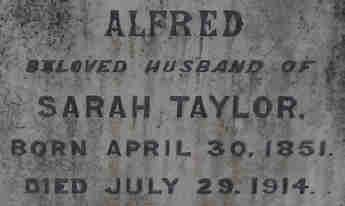 ALFRED
BELOVED HUSBAND OF
SARAH TAYLOR.
BORN APRIL 30, 1851.
DIED JULY 29, 1914.